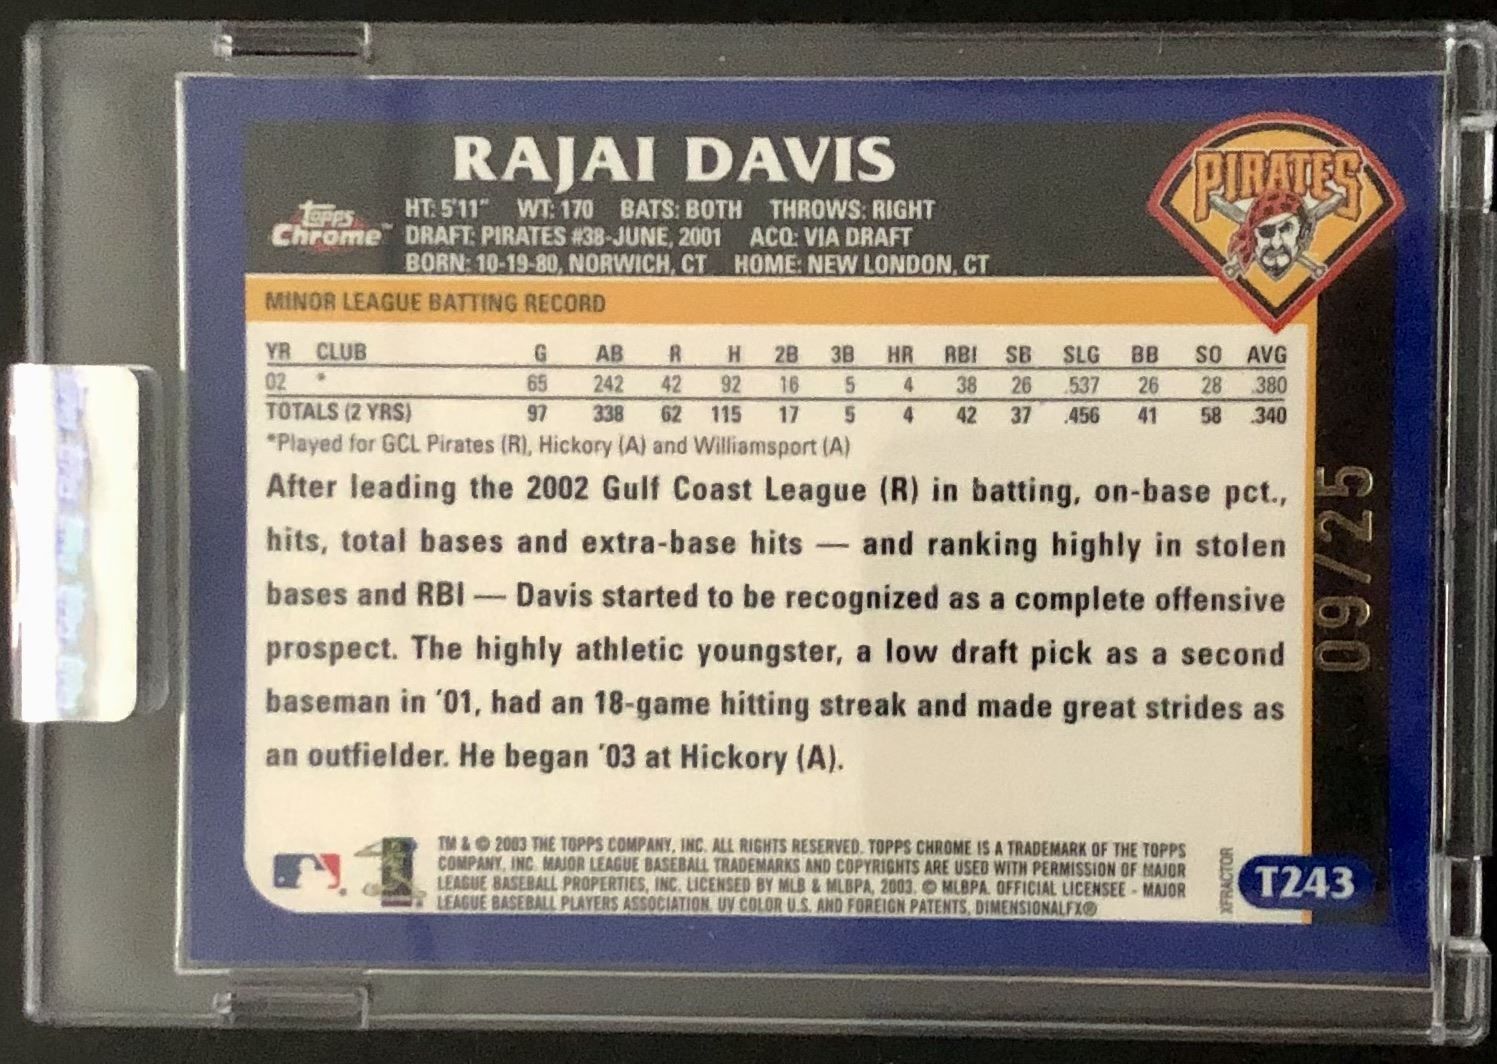 RAJAI DAVIS
PIRATES
Topps
Chrome™
HT: 5'11" WT: 170 BATS: BOTH THROWS: RIGHT
DRAFT: PIRATES #38-JUNE, 2001 ACQ: VIA DRAFT
BORN: 10-19-80, NORWICH, CT HOME: NEW LONDON, CT
MINOR LEAGUE BATTING RECORD
YR CLUB G AB R H 2B 3B HR RBI SB SLG BB SO AVG
02 * 65 242 42 92 16 5 4 38 26 .537 26 28 .380
TOTALS (2 YRS) 97 338 62 115 17 5 4 42 37 .456 41 58 .340
*Played for GCL Pirates (R), Hickory (A) and Williamsport (A)
After leading the 2002 Gulf Coast League (R) in batting, on-base pct.,
hits, total bases and extra-base hits — and ranking highly in stolen
bases and RBI — Davis started to be recognized as a complete offensive
prospect. The highly athletic youngster, a low draft pick as a second
baseman in '01, had an 18-game hitting streak and made great strides as
an outfielder. He began '03 at Hickory (A).
09/25
TM & © 2003 THE TOPPS COMPANY, INC. ALL RIGHTS RESERVED. TOPPS CHROME IS A TRADEMARK OF THE TOPPS
COMPANY, INC. MAJOR LEAGUE BASEBALL TRADEMARKS AND COPYRIGHTS ARE USED WITH PERMISSION OF MAJOR
LEAGUE BASEBALL PROPERTIES, INC. LICENSED BY MLB & MLBPA, 2003. © MLBPA. OFFICIAL LICENSEE - MAJOR
LEAGUE BASEBALL PLAYERS ASSOCIATION. UV COLOR U.S. AND FOREIGN PATENTS, DIMENSIONALFX®
XFRACTOR
T243